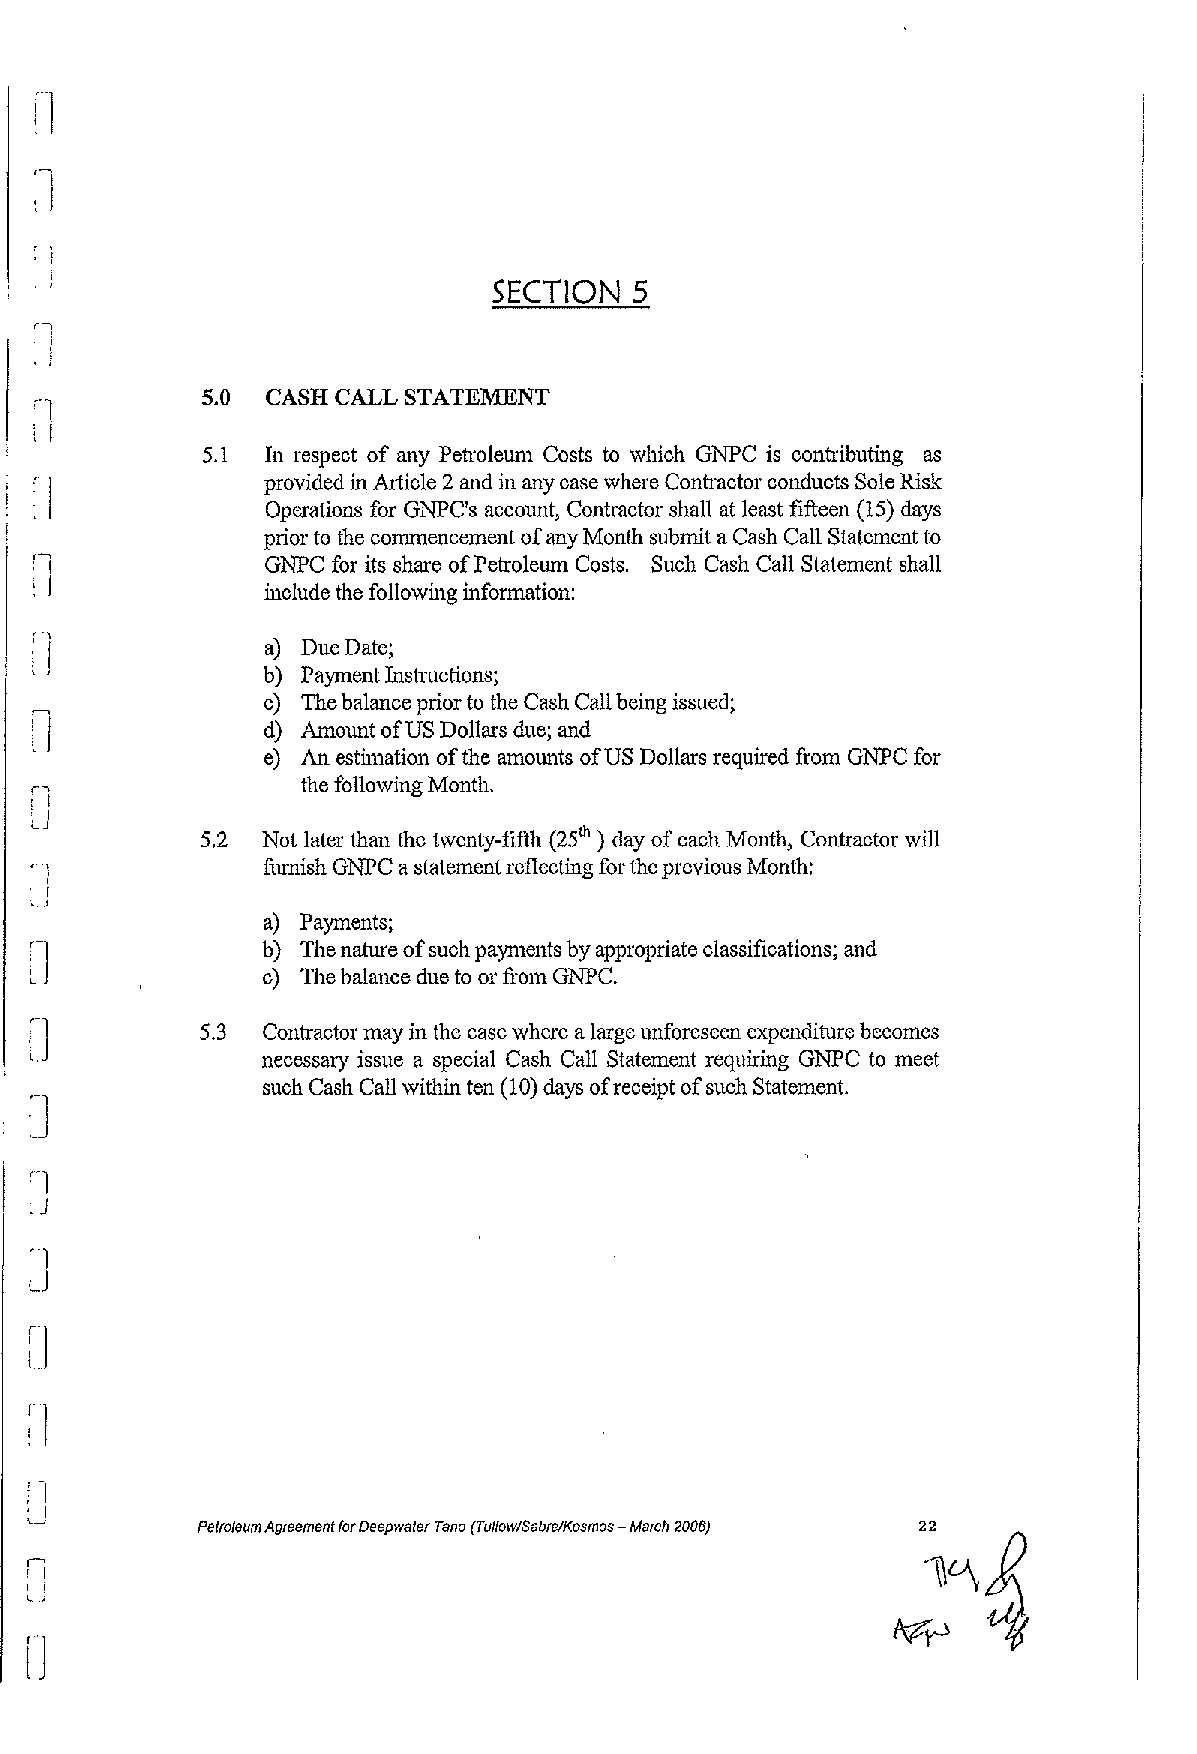 SECTION 5
5.0 CASH CALL STATEMENT
5.1 In respect of any Petroleum Costs to which GNPC is contributing as
provided in Article 2 and in any case where Contractor conducts Sole Risk
Operations for GNPC's account, Contractor shall at least fifteen (15) days
prior to the commencement of any Month submit a Cash Call Statement to
GNPC for its share of Petroleum Costs. Such Cash Call Statement shall
include the following information:
a) Due Date;
b) Payment Instructions;
c) The balance prior to the Cash Call being issued;
d) Amount of US Dollars due; and
e) An estimation of the amounts of US Dollars required from GNPC for
the following Month.
5.2 Not later than the twenty-fifth (25th ) day of each Month, Contractor will
furnish GNPC a statement reflecting for the previous Month:
a) Payments;
b) The nature of such payments by appropriate classifications; and
c) The balance due to or from GNPC.
5.3 Contractor may in the case where a large unforeseen expenditure becomes
necessary issue a special Cash Call Statement requiring GNPC to meet
such Cash Call within ten (10) days of receipt of such Statement.
Petroleum Agreement for Deepwater Tano (Tullow/Sabre/Kosmos – March 2006) 22